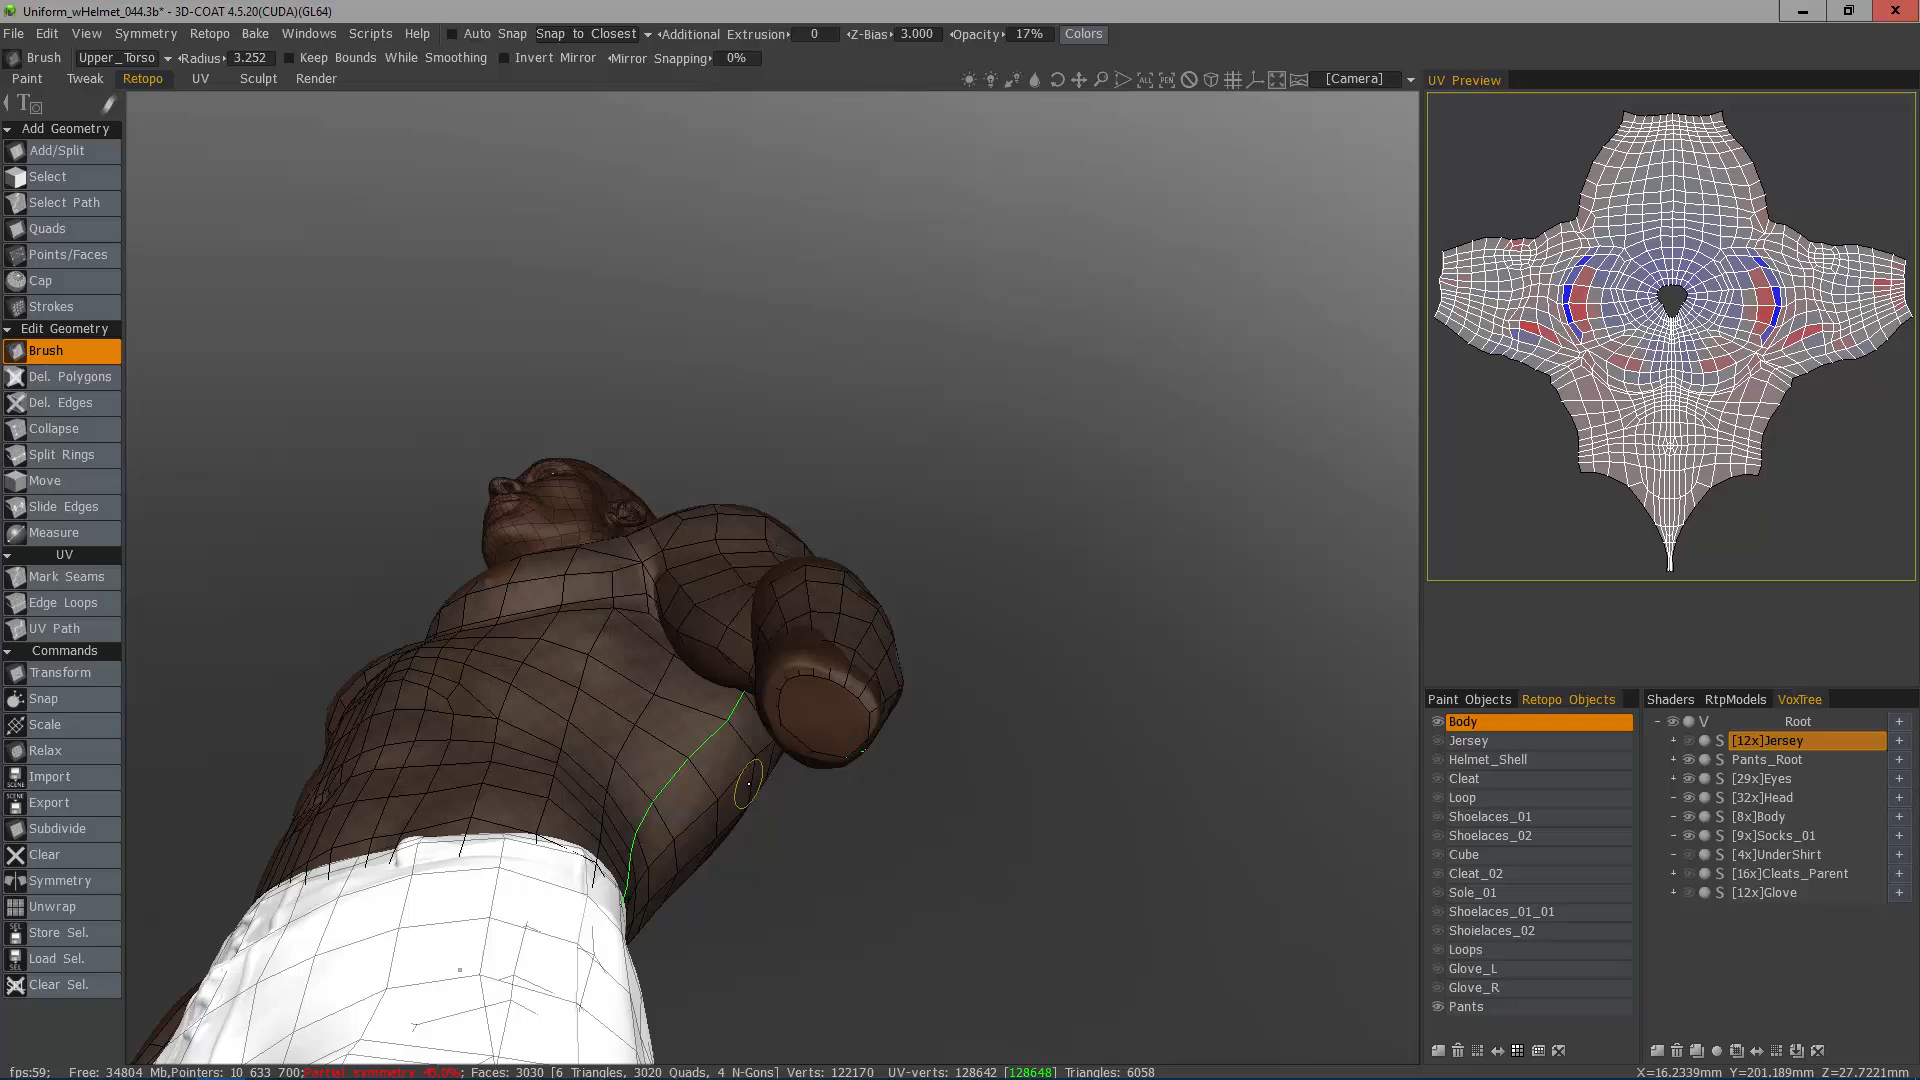 Uniform_wHelmet_044.3b* - 3D-COAT 4.5.20(CUDA)(GL64)
File Edit View Symmetry Retopo Bake Windows Scripts Help Auto Snap Snap to Closest Additional Extrusion 0 Z-Bias 3.000 Opacity 17% Colors
Brush Upper_Torso Radius 3.252 Keep Bounds While Smoothing Invert Mirror Mirror Snapping 0%
Paint Tweak Retopo UV Sculpt Render [Camera] UV Preview
Add Geometry
Add/Split
Select
Select Path
Quads
Points/Faces
Cap
Strokes
Edit Geometry
Brush
Del. Polygons
Del. Edges
Collapse
Split Rings
Move
Slide Edges
Measure
UV
Mark Seams
Edge Loops
UV Path
Commands
Transform
Snap
Scale
Relax
Import
Export
Subdivide
Clear
Symmetry
Unwrap
Store Sel.
Load Sel.
Clear Sel.
Paint Objects Retopo Objects
Body
Jersey
Helmet_Shell
Cleat
Loop
Shoelaces_01
Shoelaces_02
Cube
Cleat_02
Sole_01
Shoelaces_01_01
Shoielaces_02
Loops
Glove_L
Glove_R
Pants
Shaders RtpModels VoxTree
V Root +
+ S [12x]Jersey +
+ S Pants_Root +
+ S [29x]Eyes +
- S [32x]Head +
- S [8x]Body +
- S [9x]Socks_01 +
- S [4x]UnderShirt +
+ S [16x]Cleats_Parent +
+ S [12x]Glove +
fps:59; Free: 34804 Mb,Pointers: 10 633 700;Partial symmetry 45.0%; Faces: 3030 [6 Triangles, 3020 Quads, 4 N-Gons] Verts: 122170 UV-verts: 128642 [128648] Triangles: 6058 X=16.2339mm Y=201.189mm Z=27.7221mm